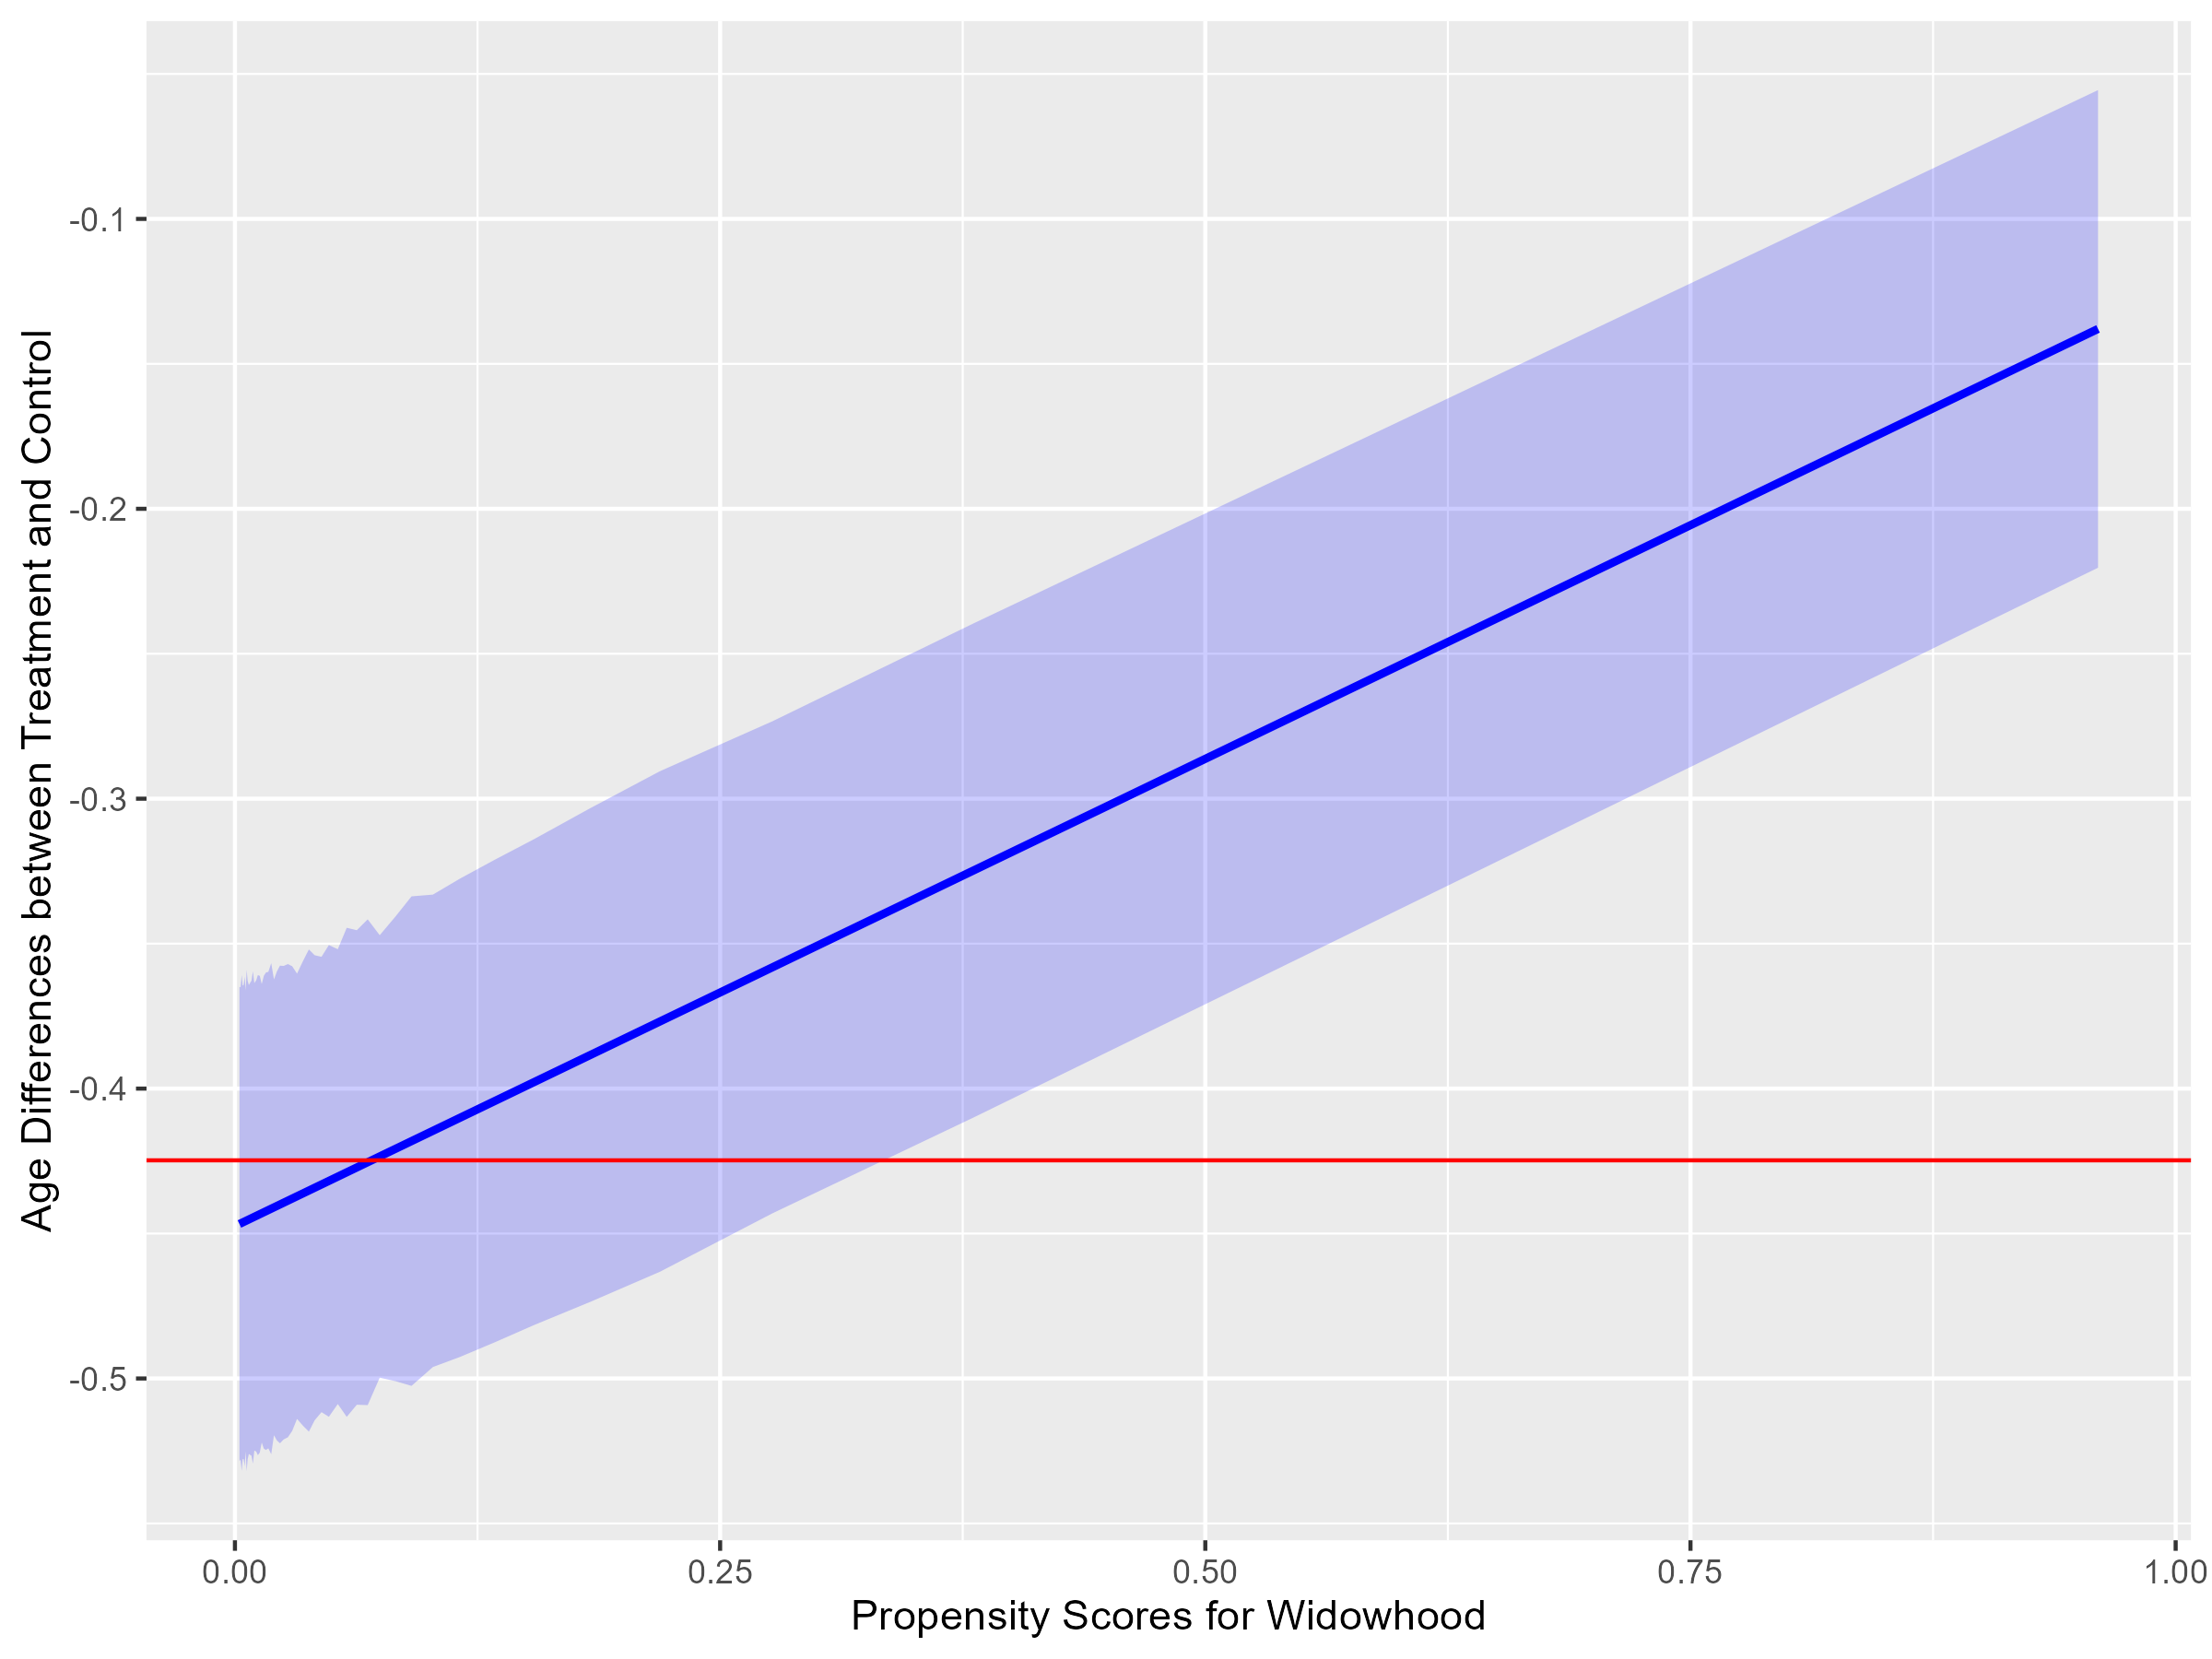 Age Differences between Treatment and Control
-0.1
-0.2
-0.3
-0.4
-0.5
0.00 0.25 0.50 0.75 1.00
Propensity Scores for Widowhood